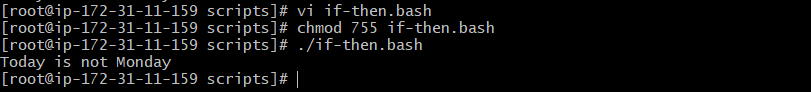 [root@ip-172-31-11-159 scripts]# vi if-then.bash
[root@ip-172-31-11-159 scripts]# chmod 755 if-then.bash
[root@ip-172-31-11-159 scripts]# ./if-then.bash
Today is not Monday
[root@ip-172-31-11-159 scripts]#